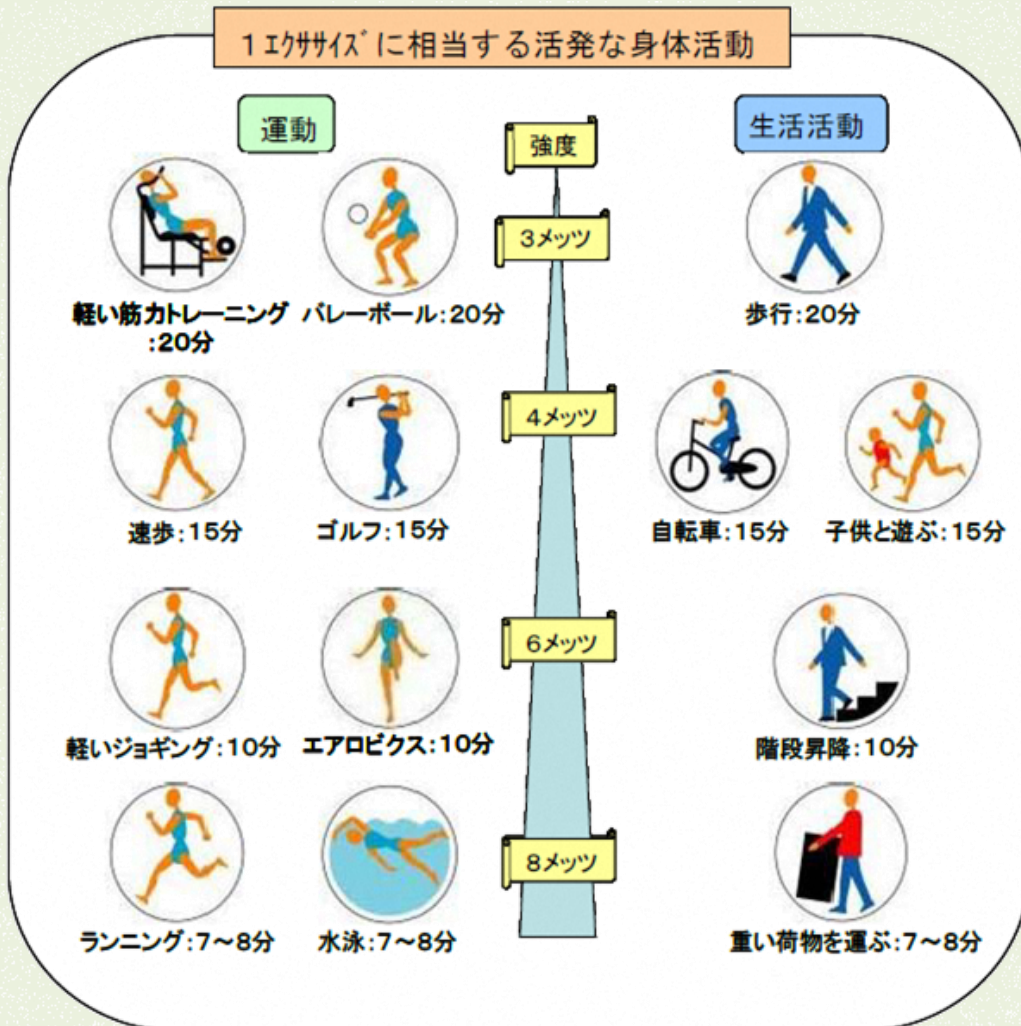 1ｴｸｻｻｲｽﾞに相当する活発な身体活動
運動
強度
生活活動
3メッツ
軽い筋力トレーニング
:20分
バレーボール:20分
歩行:20分
4メッツ
速歩:15分
ゴルフ:15分
自転車:15分
子供と遊ぶ:15分
6メッツ
軽いジョギング:10分
エアロビクス:10分
階段昇降:10分
8メッツ
ランニング:7～8分
水泳:7～8分
重い荷物を運ぶ:7～8分